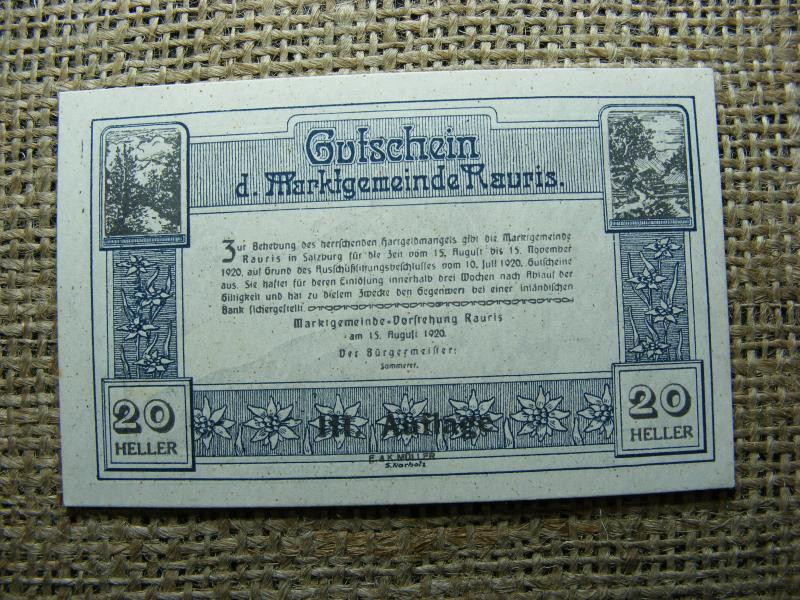 Gutschein
d. Marktgemeinde Rauris.
Zur Behebung des herrschenden Hartgeldmangels gibt die Marktgemeinde
Rauris in Salzburg für die Zeit vom 15. August bis 15. November
1920, auf Grund des Ausschußsitzungsbeschlusses vom 10. Juli 1920, Gutscheine
aus. Sie haftet für deren Einlösung innerhalb drei Wochen nach Ablauf der
Giltigkeit und hat zu diesem Zwecke den Gegenwert bei einer inländischen
Bank sichergestellt
Marktgemeinde-Vorstehung Rauris
am 15. August 1920.
Der Bürgermeister:
Sommerer.
20
HELLER
III. Auflage
20
HELLER
E. & K. MÜLLER
S. Narholz